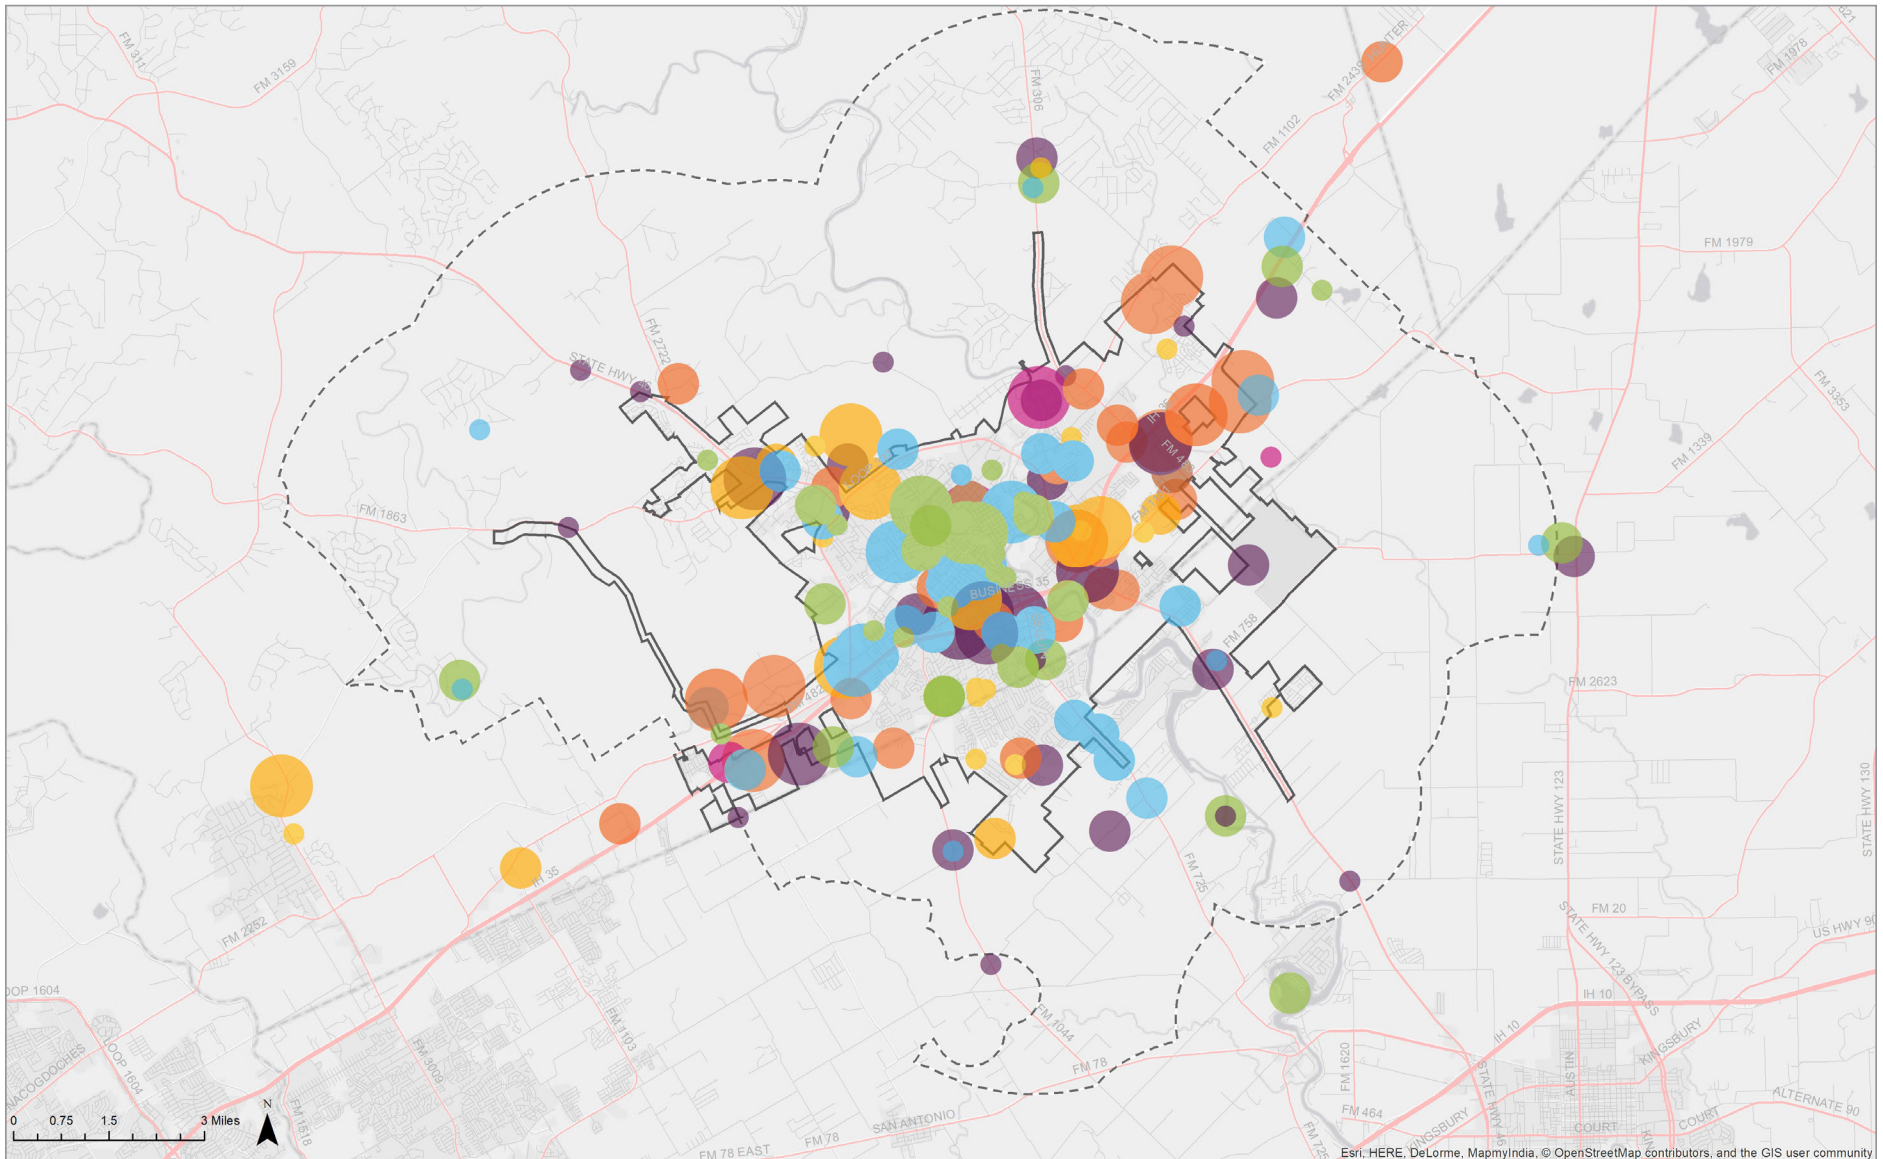 FM 311
FM 3159
FM 306
FM 1102
621
FM 1978
FM 1979
FM 2722
FM 3353
FM 1339
FM 1863
BUSINESS 35
FM 758
FM 2623
482
STATE HWY 123
STATE HWY 130
IH 35
FM 725
FM 20
FM 2252
STATE HWY 123 BYPASS
US HWY 90
OOP 1604
IH 10
LOOP 1604
FM 1103
FM 3009
FM 1044
IH 10
KINGSBURY
NACOGDOCHES
FM 78
FM 1620
AUSTIN
ALTERNATE 90
FM 1518
FM 464
SAN ANTONIO
KINGSBURY
COURT
COURT
FM 78
FM 78 EAST
STATE HWY 46
N
0 0.75 1.5 3 Miles
Esri, HERE, DeLorme, MapmyIndia, © OpenStreetMap contributors, and the GIS user community